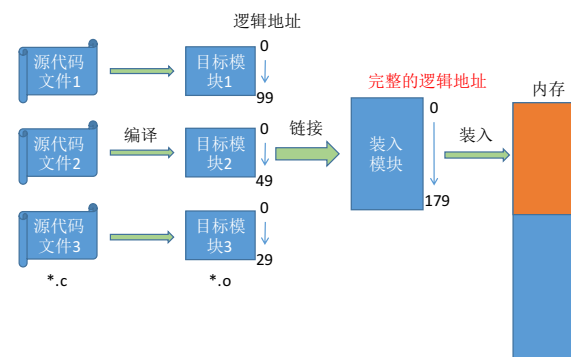 逻辑地址
源代码
文件1
目标模
块1
0
99
完整的逻辑地址
内存
源代码
文件2
编译
目标模
块2
0
49
链接
装入
模块
0
179
装入
源代码
文件3
目标模
块3
0
29
*.c
*.o